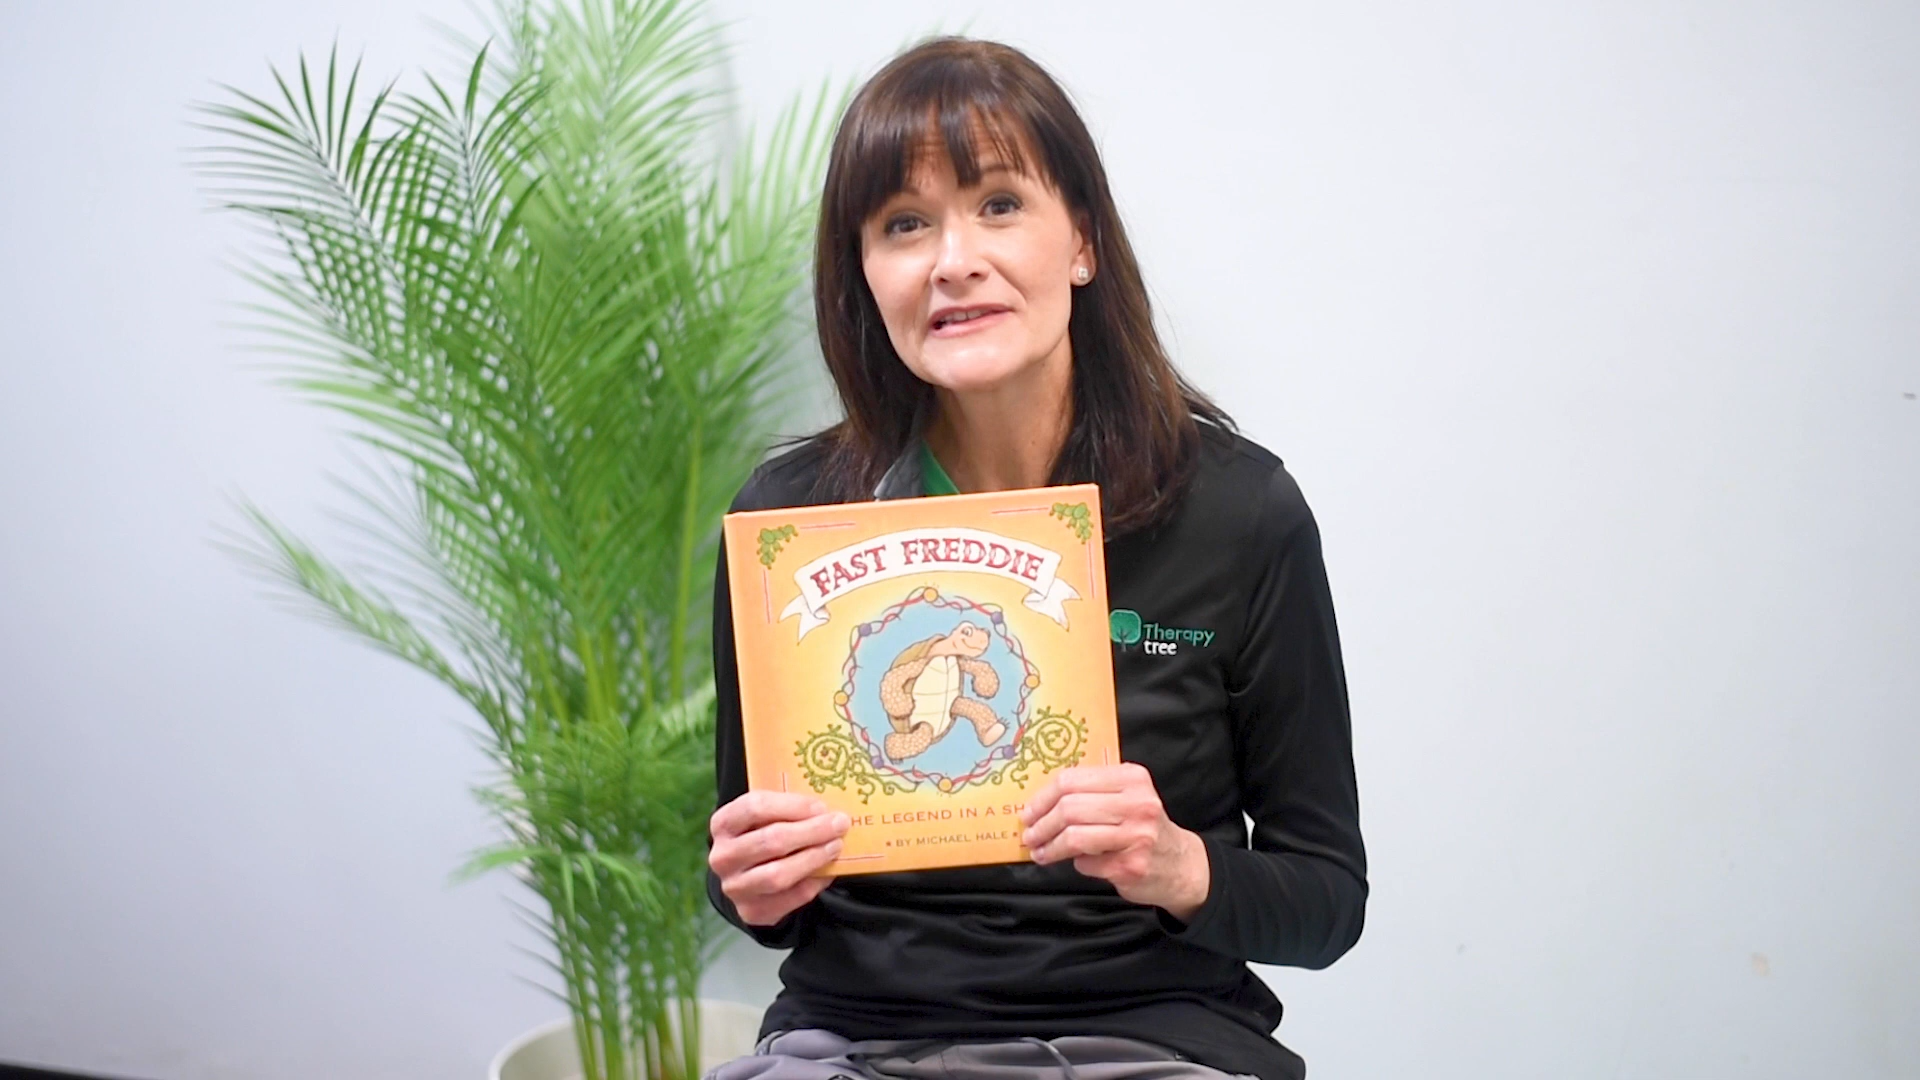 FAST FREDDIE
HE LEGEND IN A SH
BY MICHAEL HALE
Therapy
tree